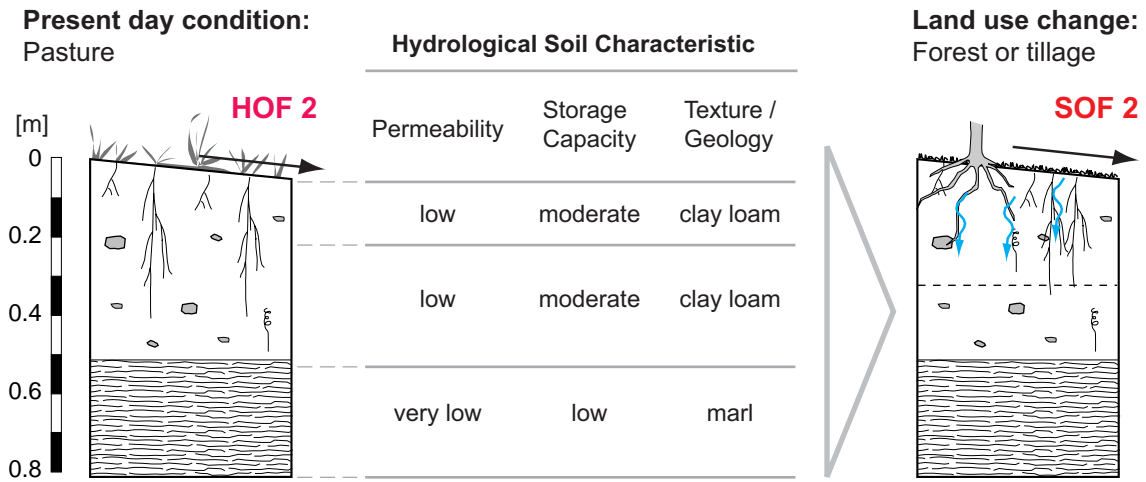 Present day condition:
Pasture
HOF 2
[m]
0
0.2
0.4
0.6
0.8
Hydrological Soil Characteristic
Permeability
Storage
Capacity
Texture /
Geology
low moderate clay loam
low moderate clay loam
very low low marl
Land use change:
Forest or tillage
SOF 2